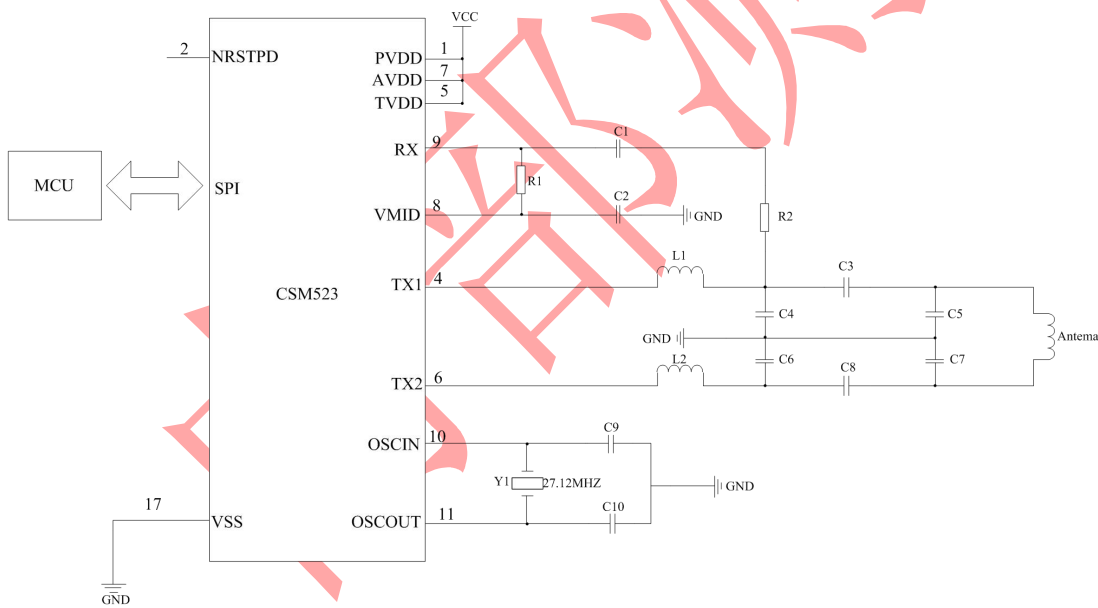 VCC
2
NRSTPD
PVDD
1
AVDD
7
TVDD
5
RX
9
C1
MCU
SPI
R1
VMID
8
C2
GND
R2
CSM523
TX1
4
L1
C3
C4
C5
GND
Antema
L2
C6
C7
TX2
6
C8
OSCIN
10
C9
Y1
27.12MHZ
GND
17
VSS
OSCOUT
11
C10
GND